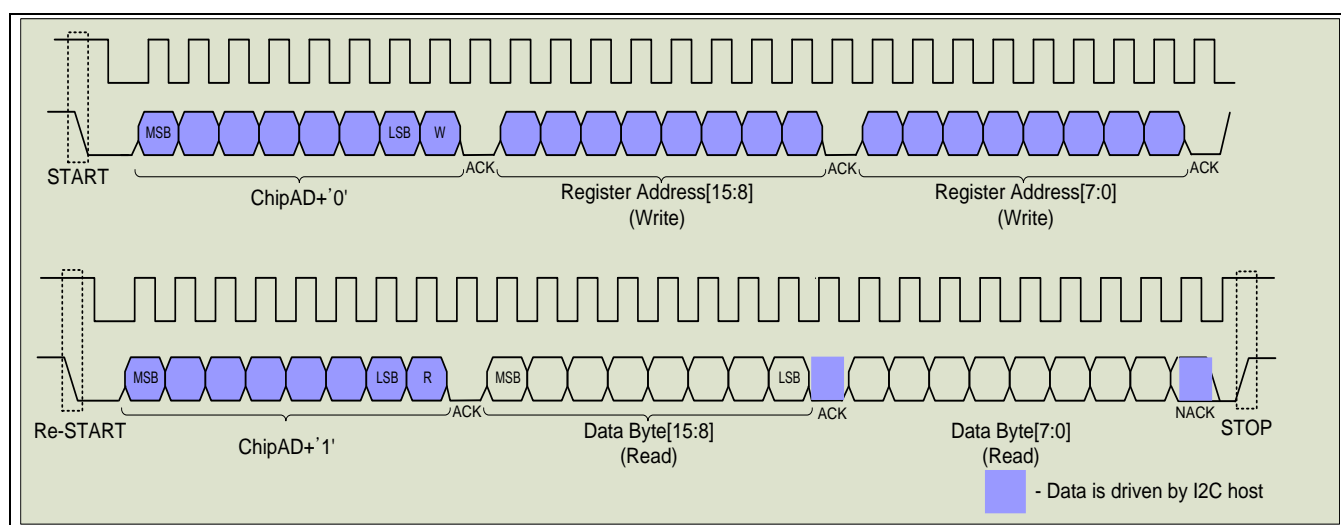 MSB LSB W
START ACK ACK ACK
ChipAD+'0' Register Address[15:8] Register Address[7:0]
(Write) (Write)
MSB LSB R MSB LSB
Re-START ACK ACK NACK STOP
ChipAD+'1' Data Byte[15:8] Data Byte[7:0]
(Read) (Read)
- Data is driven by I2C host